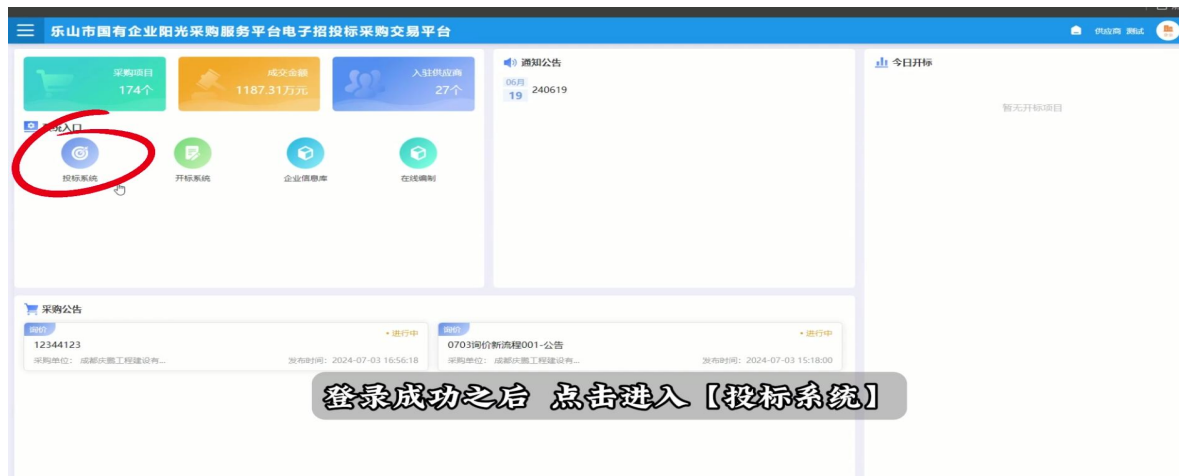 乐山市国有企业阳光采购服务平台电子招投标采购交易平台
供应商 测试
采购项目
174个
成交金额
1187.31万元
入驻供应商
27个
入口
投标系统
开标系统
企业信息库
在线编制
通知公告
06月
19
240619
今日开标
暂无开标项目
采购公告
询价
12344123
• 进行中
采购单位：成都庆鹏工程建设有...
发布时间：2024-07-03 16:56:18
询价
0703询价新流程001-公告
• 进行中
采购单位：成都庆鹏工程建设有...
发布时间：2024-07-03 15:18:00
登录成功之后 点击进入【投标系统】